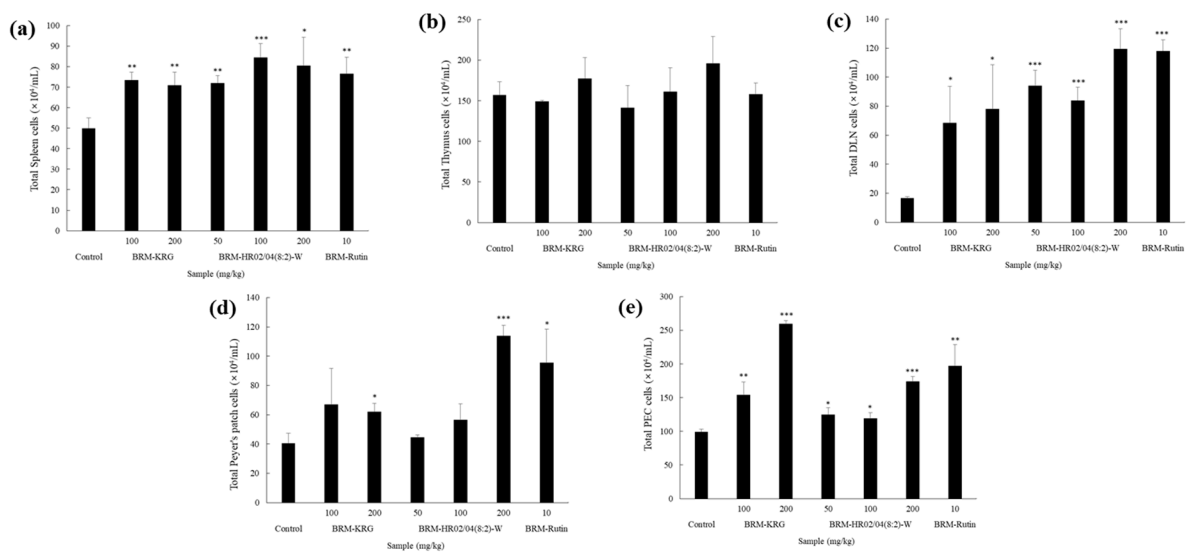 (a)
Total Spleen cells (×10⁴/mL)
100
90
80
70
60
50
40
30
20
10
0
** ** ** *** * **
100 200 50 100 200 10
Control BRM-KRG BRM-HR02/04(8:2)-W BRM-Rutin
Sample (mg/kg)
(b)
Total Thymus cells (×10⁴/mL)
250
200
150
100
50
0
100 200 50 100 200 10
Control BRM-KRG BRM-HR02/04(8:2)-W BRM-Rutin
Sample (mg/kg)
(c)
Total DLN cells (×10⁴/mL)
140
120
100
80
60
40
20
0
* * *** *** *** ***
100 200 50 100 200 10
Control BRM-KRG BRM-HR02/04(8:2)-W BRM-Rutin
Sample (mg/kg)
(d)
Total Peyer's patch cells (×10⁴/mL)
140
120
100
80
60
40
20
0
* *** *
100 200 50 100 200 10
Control BRM-KRG BRM-HR02/04(8:2)-W BRM-Rutin
Sample (mg/kg)
(e)
Total PEC cells (×10⁴/mL)
300
250
200
150
100
50
0
** *** * * *** **
100 200 50 100 200 10
Control BRM-KRG BRM-HR02/04(8:2)-W BRM-Rutin
Sample (mg/kg)